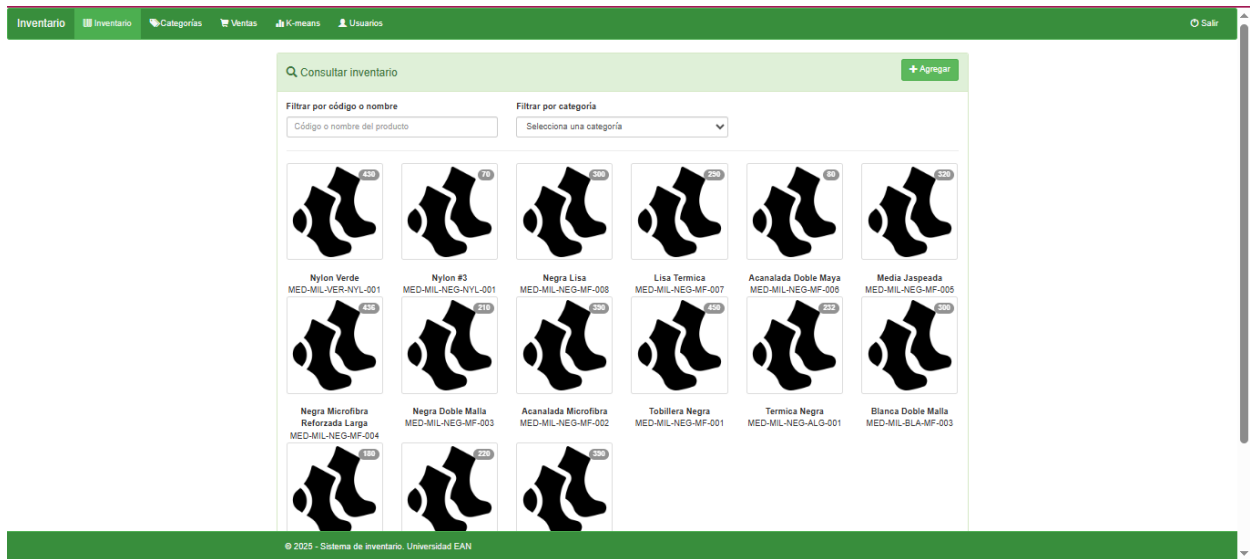 Inventario Inventario Categorías Ventas K-means Usuarios Salir
Consultar inventario
+ Agregar
Filtrar por código o nombre Filtrar por categoría
Código o nombre del producto Selecciona una categoría
430 70 300 290 80 320
Nylon Verde Nylon #3 Negra Lisa Lisa Termica Acanalada Doble Maya Media Jaspeada
MED-MIL-VER-NYL-001 MED-MIL-NEG-NYL-001 MED-MIL-NEG-MF-008 MED-MIL-NEG-MF-007 MED-MIL-NEG-MF-006 MED-MIL-NEG-MF-005
436 210 350 450 232 300
Negra Microfibra Negra Doble Malla Acanalada Microfibra Tobillera Negra Termica Negra Blanca Doble Malla
Reforzada Larga MED-MIL-NEG-MF-003 MED-MIL-NEG-MF-002 MED-MIL-NEG-MF-001 MED-MIL-NEG-ALG-001 MED-MIL-BLA-MF-003
MED-MIL-NEG-MF-004
180 220 350
© 2025 - Sistema de inventario. Universidad EAN